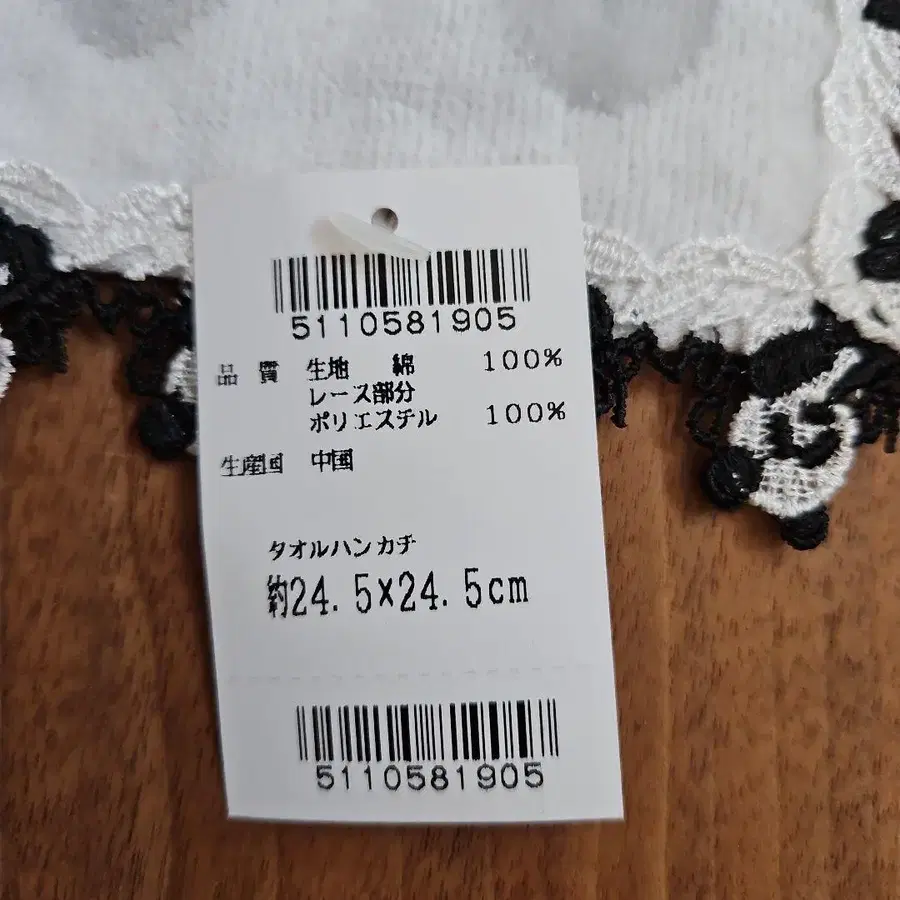 5110581905
品 質 生地 綿 100%
レース部分
ポリエステル 100%
生産国 中国
タオルハンカチ
約24.5×24.5cm
5110581905